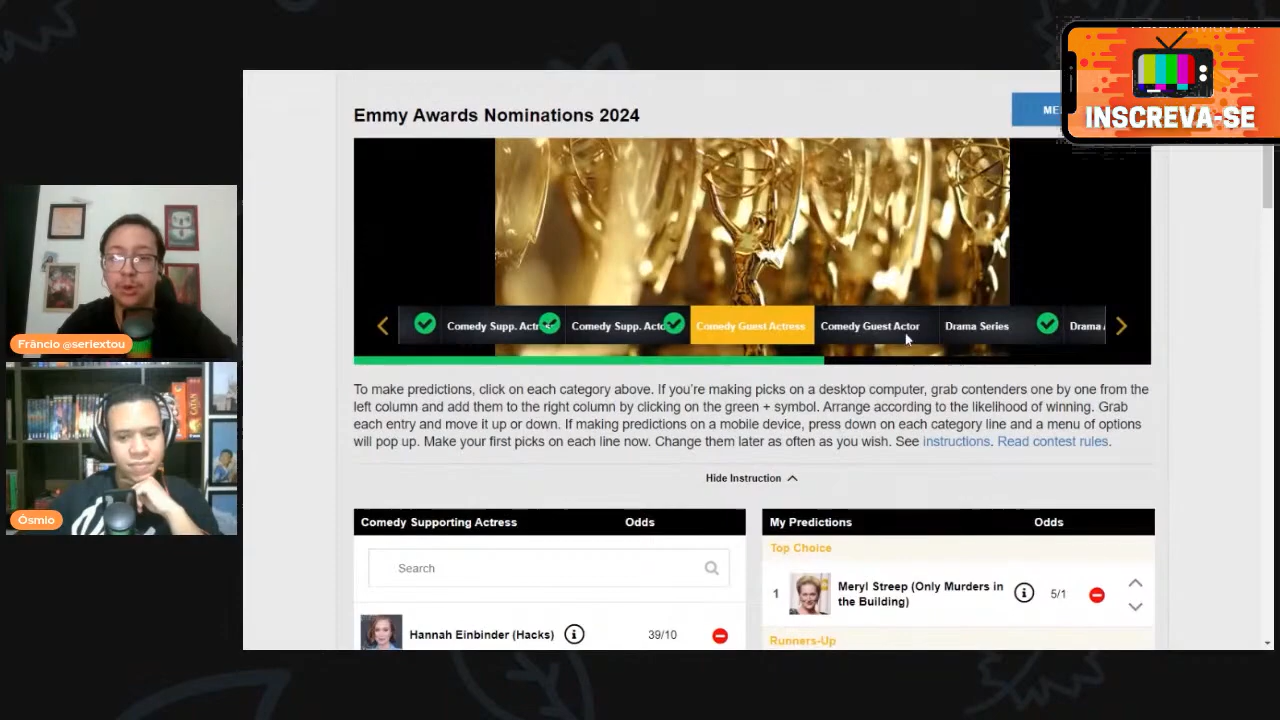 Emmy Awards Nominations 2024
ME
INSCREVA-SE
Comedy Supp. Actress
Comedy Supp. Actor
Comedy Guest Actress
Comedy Guest Actor
Drama Series
Drama
To make predictions, click on each category above. If you're making picks on a desktop computer, grab contenders one by one from the
left column and add them to the right column by clicking on the green + symbol. Arrange according to the likelihood of winning. Grab
each entry and move it up or down. If making predictions on a mobile device, press down on each category line and a menu of options
will pop up. Make your first picks on each line now. Change them later as often as you wish. See instructions. Read contest rules.
Hide Instruction
Comedy Supporting Actress Odds
Search
Hannah Einbinder (Hacks) 39/10
My Predictions Odds
Top Choice
1 Meryl Streep (Only Murders in
the Building) 5/1
Runners-Up
Frâncio @seriextou
Ósmio
CATAN